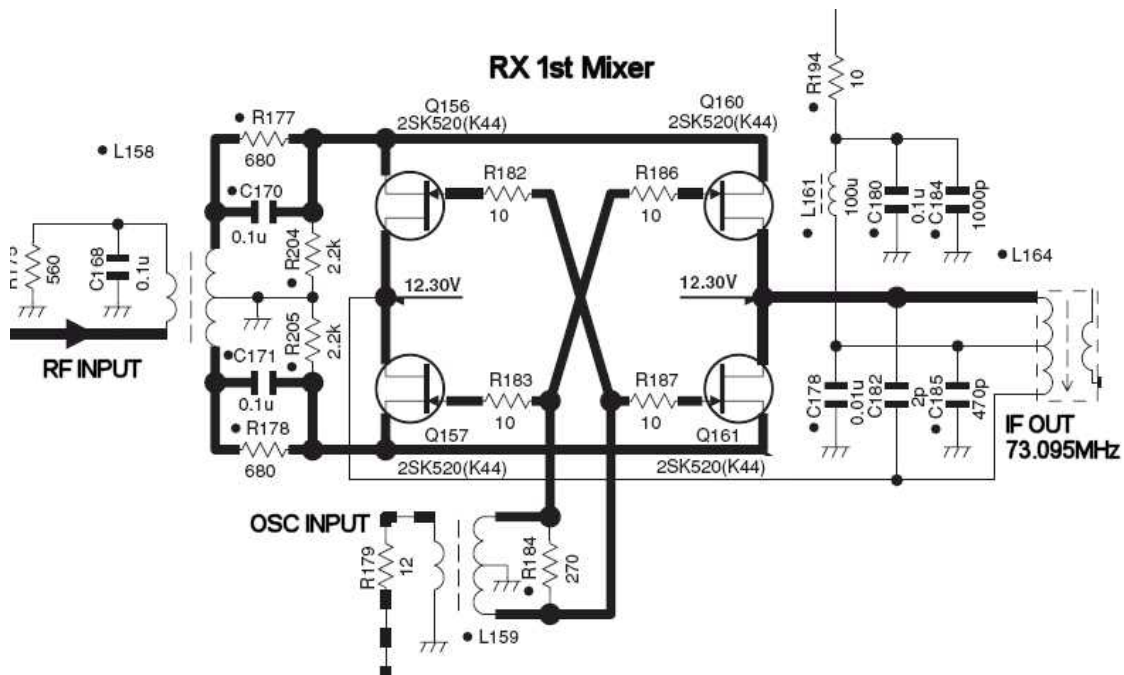 RX 1st Mixer
R194
10
R177
680
Q156
2SK520(K44)
Q160
2SK520(K44)
L158
C170
0.1u
R182
10
R186
10
L161
100u
C180
0.1u
C184
1000p
560
C168
0.1u
R204
2.2k
L164
12.30V
12.30V
RF INPUT
C171
0.1u
R205
2.2k
R183
10
R187
10
C178
0.01u
C182
2p
C185
470p
IF OUT
73.095MHz
R178
680
Q157
2SK520(K44)
Q161
2SK520(K44)
OSC INPUT
R179
12
R184
270
L159